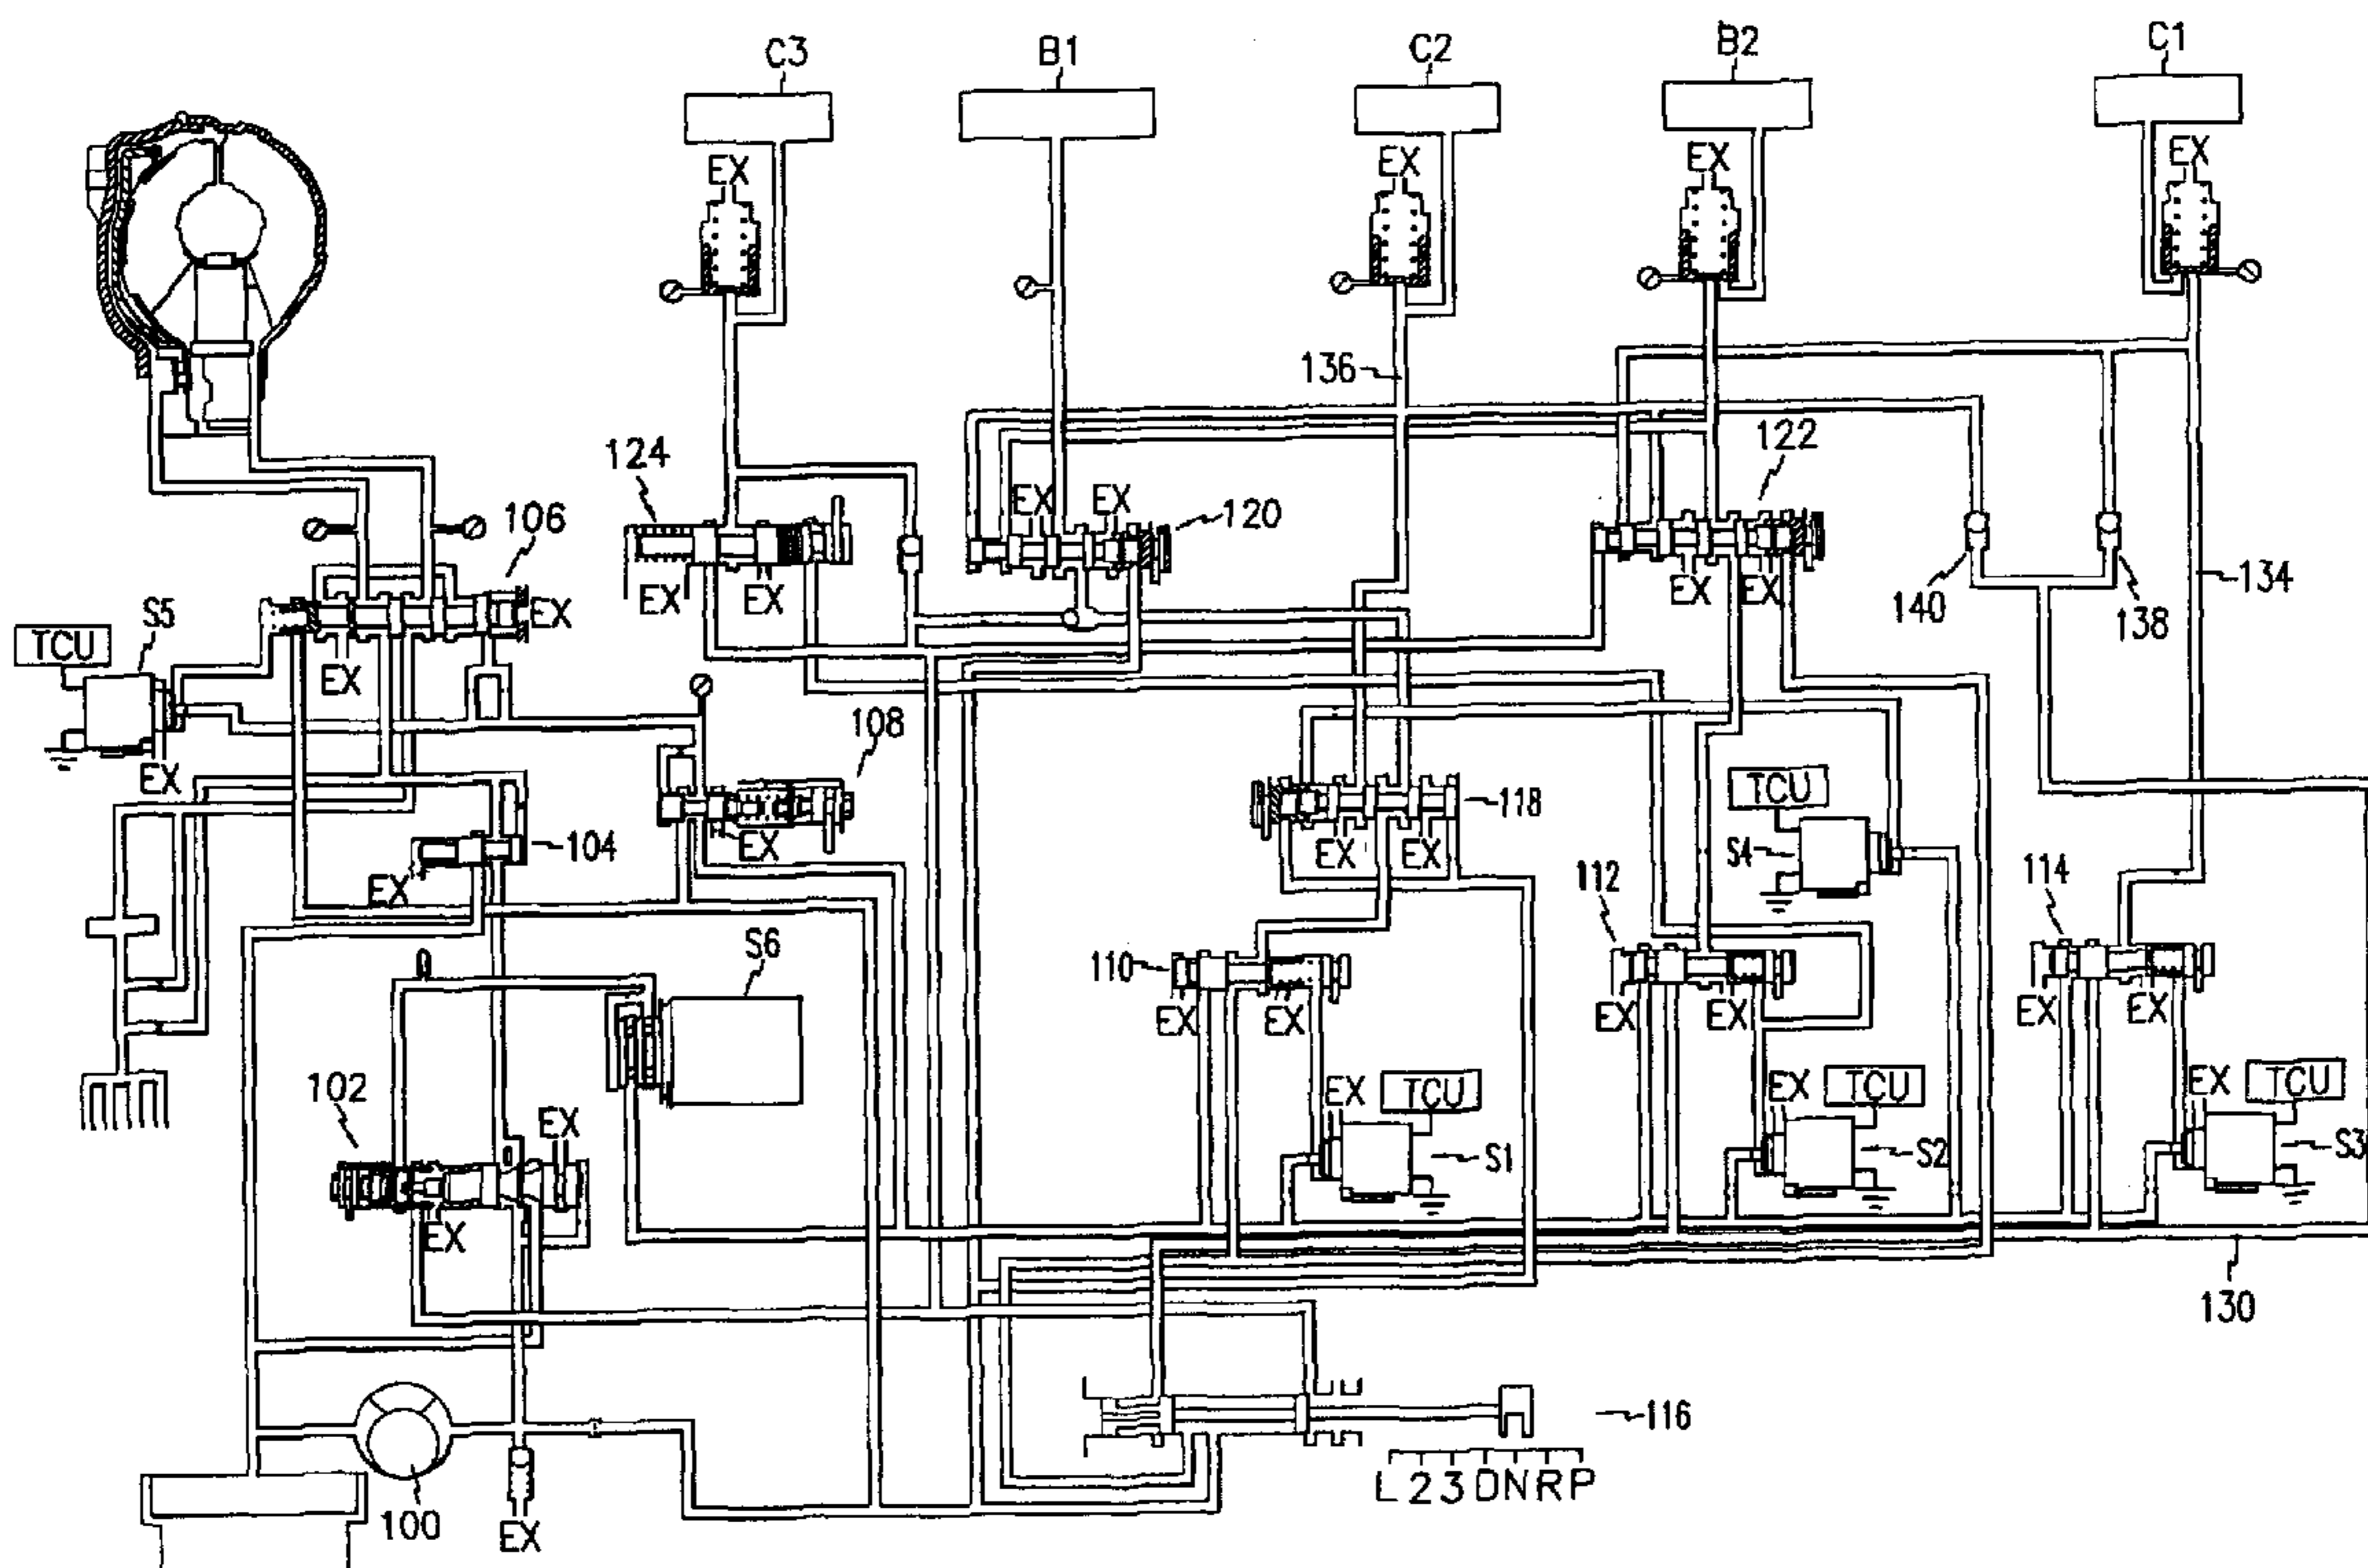 C3
B1
C2
B2
C1
EX
EX
EX
EX
136
122
124
106
EX
EX
120
S5
TCU
EX
EX
EX
EX
EX
140
138
134
EX
108
EX
TCU
118
EX
104
EX
EX
EX
S4
112
114
S6
110
EX
EX
EX
EX
EX
EX
102
EX
EX
TCU
EX
TCU
EX
TCU
S1
S2
S3
EX
130
116
L 2 3 D N R P
100
EX